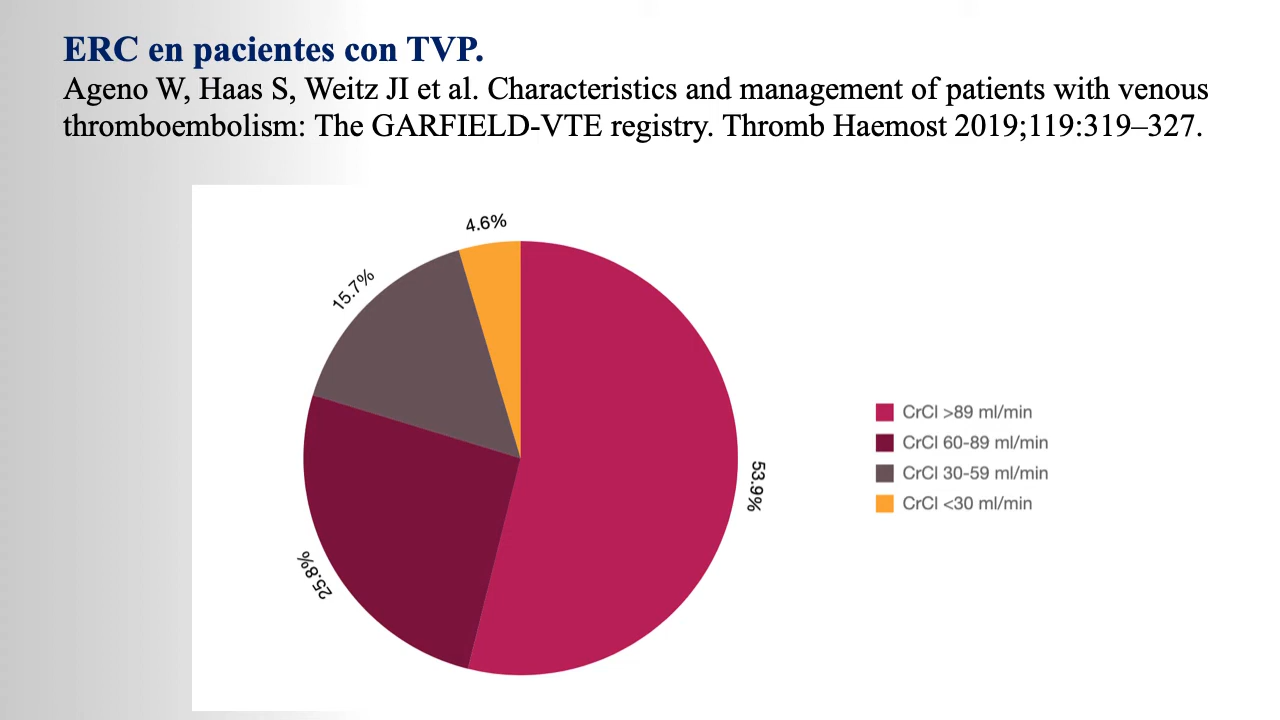 ERC en pacientes con TVP.
Ageno W, Haas S, Weitz JI et al. Characteristics and management of patients with venous
thromboembolism: The GARFIELD-VTE registry. Thromb Haemost 2019;119:319–327.
4.6%
15.7%
53.9%
25.8%
CrCl >89 ml/min
CrCl 60-89 ml/min
CrCl 30-59 ml/min
CrCl <30 ml/min